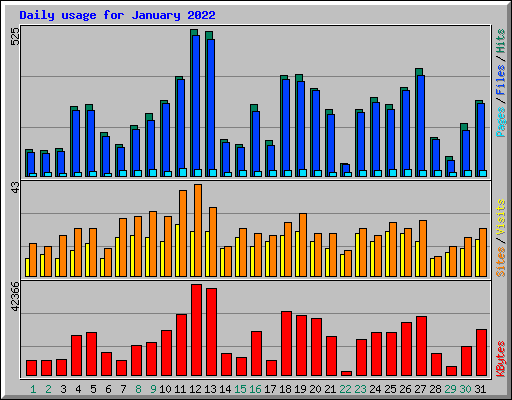 Daily usage for January 2022
525
Pages / Files / Hits
43
Sites / Visits
42366
KBytes
1 2 3 4 5 6 7 8 9 10 11 12 13 14 15 16 17 18 19 20 21 22 23 24 25 26 27 28 29 30 31